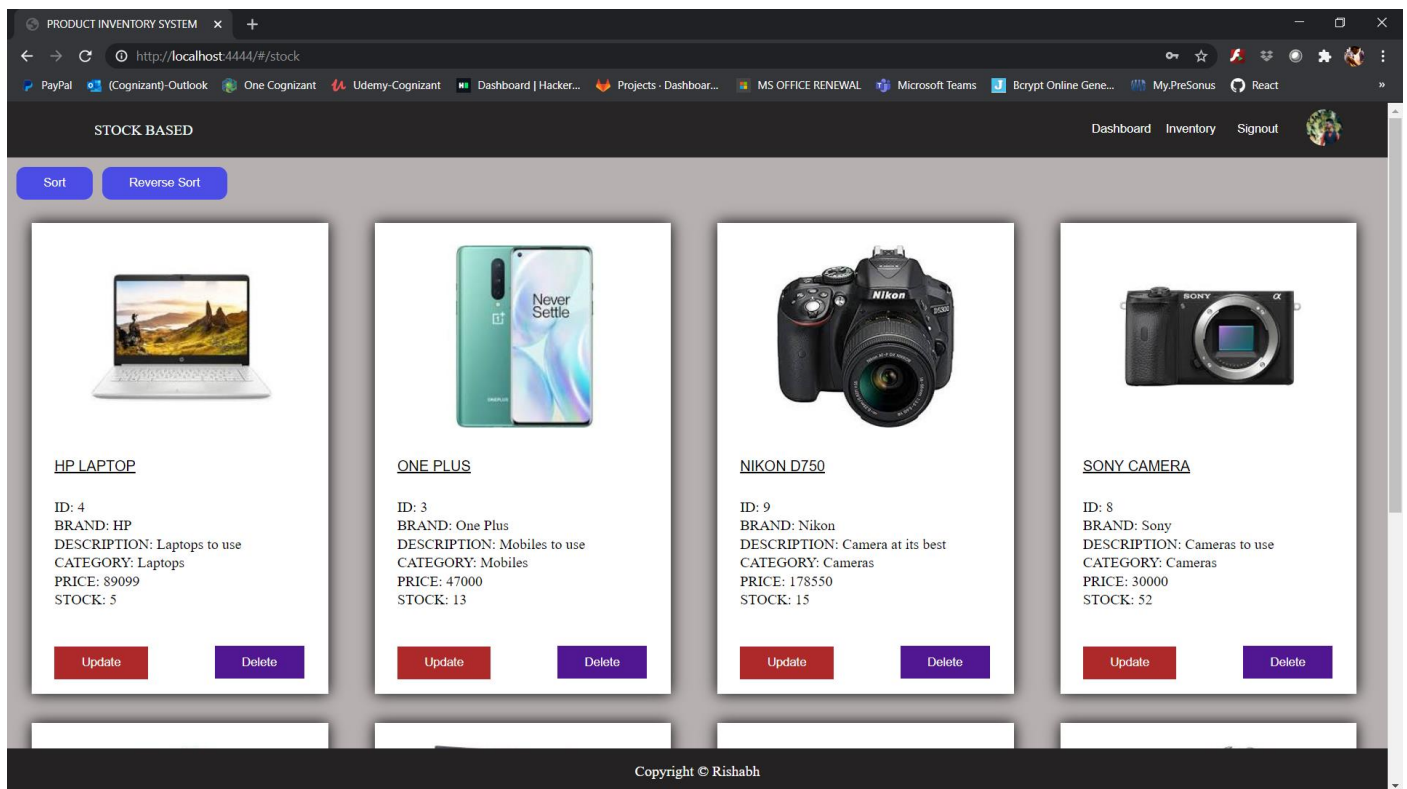 PRODUCT INVENTORY SYSTEM
http://localhost:4444/#/stock
PayPal (Cognizant)-Outlook One Cognizant Udemy-Cognizant Dashboard | Hacker... Projects · Dashboar... MS OFFICE RENEWAL Microsoft Teams Bcrypt Online Gene... My.PreSonus React »
STOCK BASED Dashboard Inventory Signout
Sort Reverse Sort
Never
Settle
ONEPLUS
Nikon
D5300
SONY α
HP LAPTOP
ID: 4
BRAND: HP
DESCRIPTION: Laptops to use
CATEGORY: Laptops
PRICE: 89099
STOCK: 5
Update Delete
ONE PLUS
ID: 3
BRAND: One Plus
DESCRIPTION: Mobiles to use
CATEGORY: Mobiles
PRICE: 47000
STOCK: 13
Update Delete
NIKON D750
ID: 9
BRAND: Nikon
DESCRIPTION: Camera at its best
CATEGORY: Cameras
PRICE: 178550
STOCK: 15
Update Delete
SONY CAMERA
ID: 8
BRAND: Sony
DESCRIPTION: Cameras to use
CATEGORY: Cameras
PRICE: 30000
STOCK: 52
Update Delete
Copyright © Rishabh